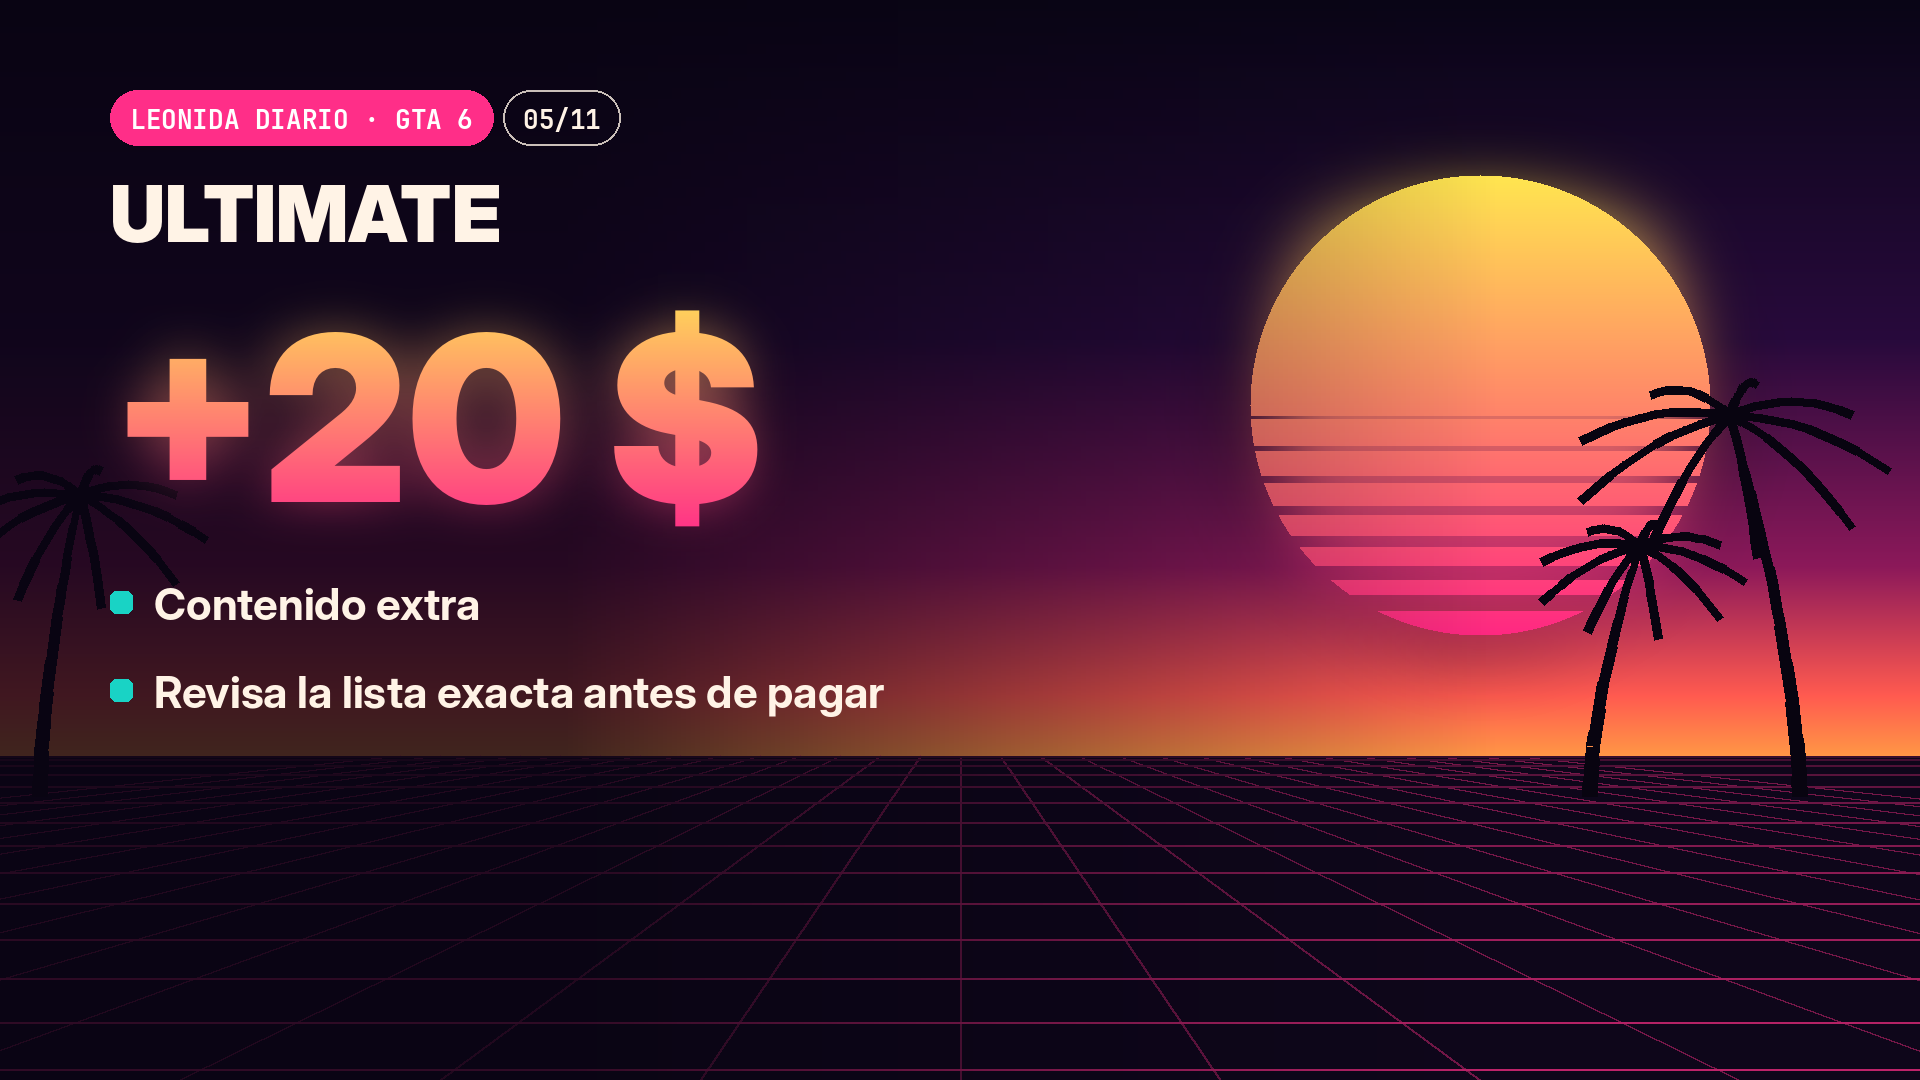 LEONIDA DIARIO · GTA 6 05/11
ULTIMATE
+20 $
Contenido extra
Revisa la lista exacta antes de pagar